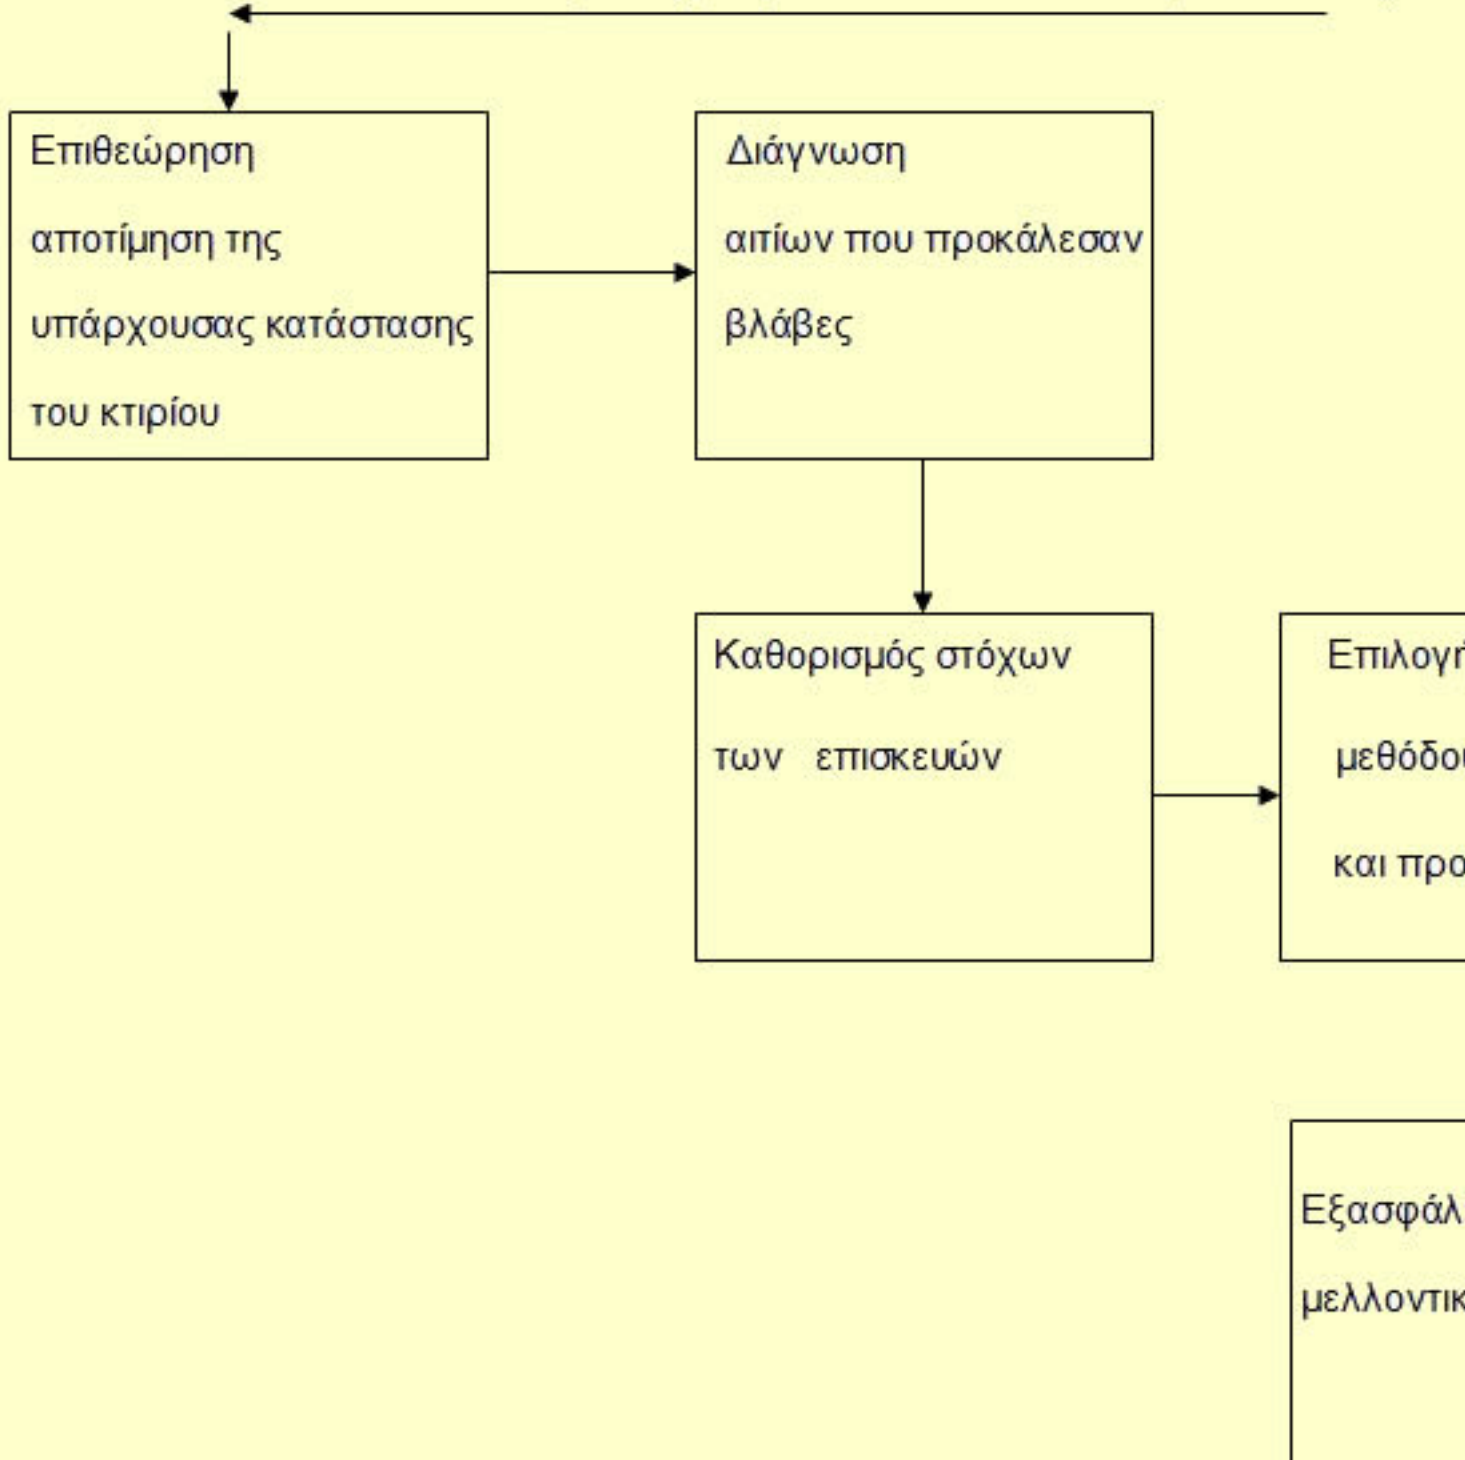 Επιθεώρηση
αποτίμηση της
υπάρχουσας κατάστασης
του κτιρίου
Διάγνωση
αιτίων που προκάλεσαν
βλάβες
Καθορισμός στόχων
των επισκευών
και